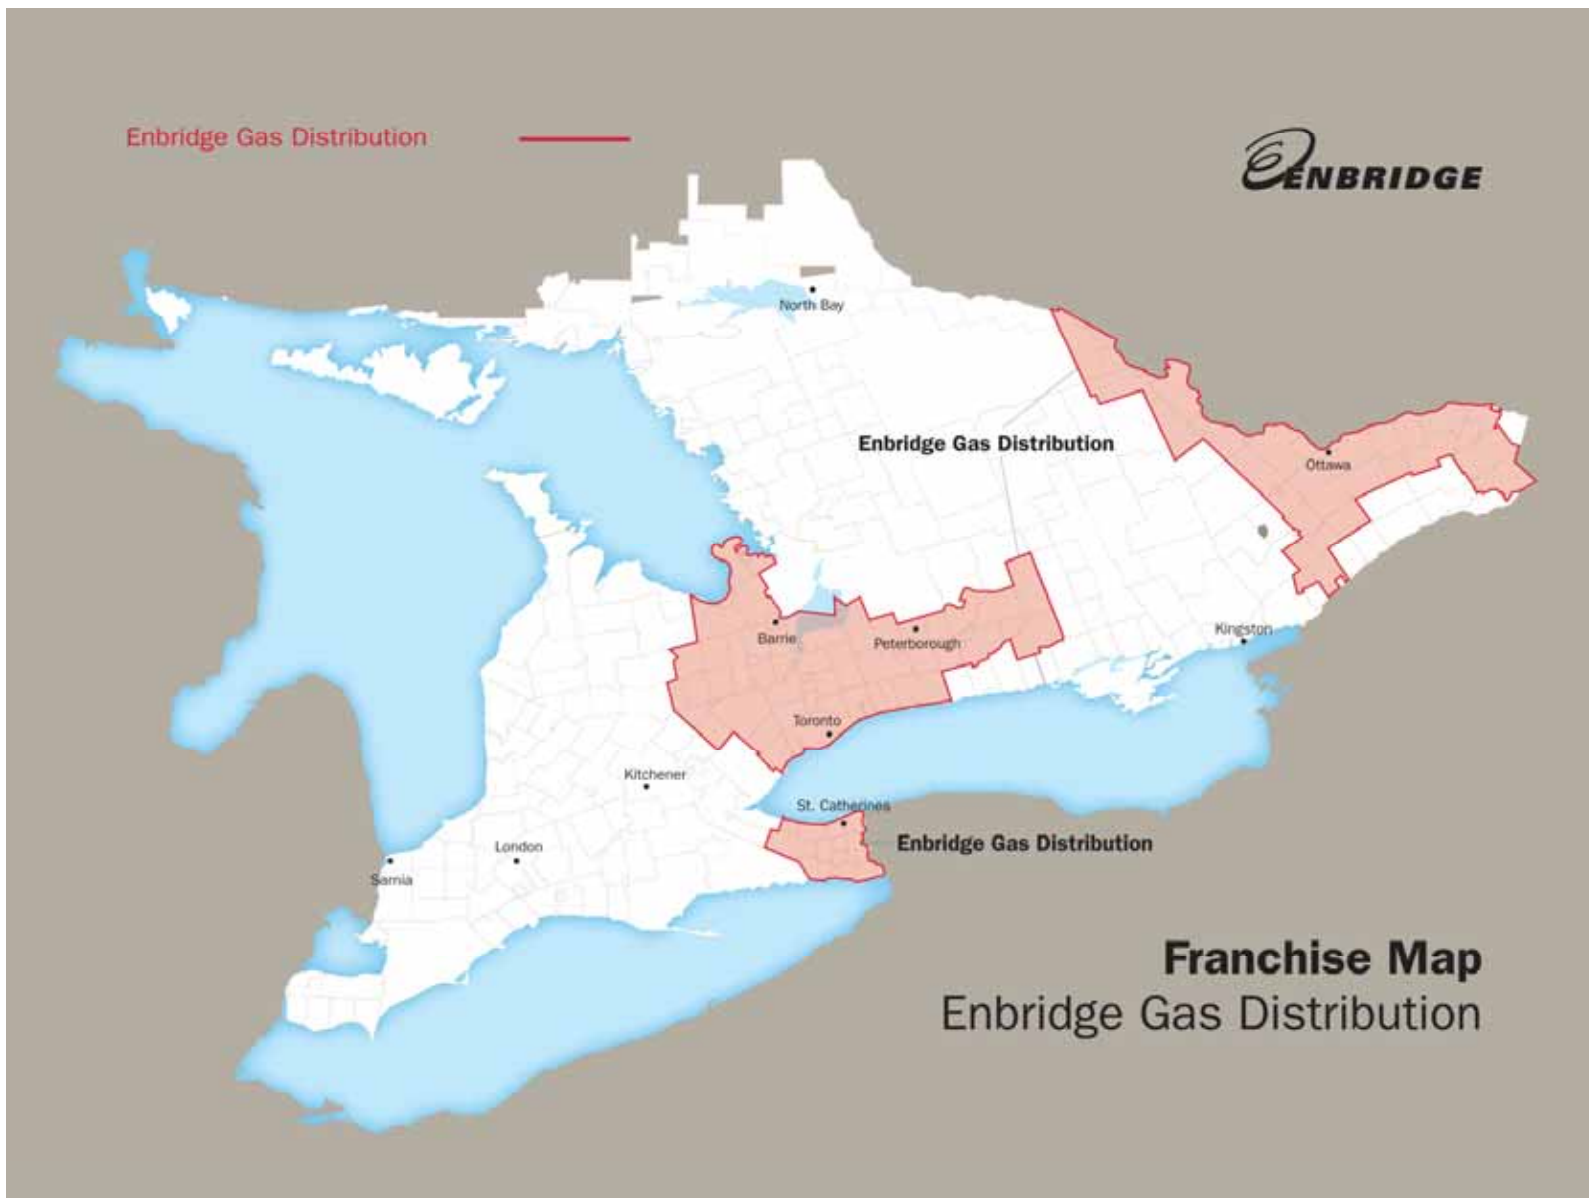 Enbridge Gas Distribution
ENBRIDGE
North Bay
Enbridge Gas Distribution
Ottawa
Kingston
Barrie
Peterborough
Toronto
Kitchener
St. Catherines
Enbridge Gas Distribution
London
Sarnia
Franchise Map
Enbridge Gas Distribution